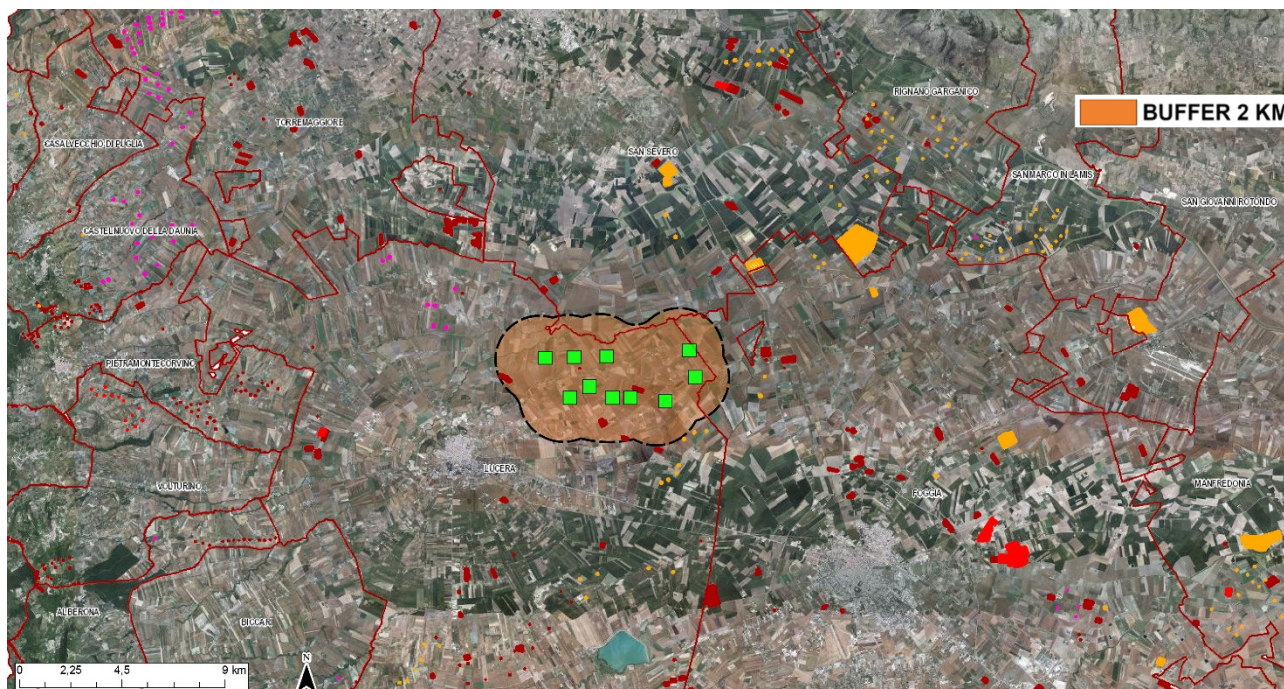 RIGNANO GARGANICO
BUFFER 2 KM
TORREMAGGIORE
CASALVECCHIO DI PUGLIA
SAN SEVERO
SAN MARCO IN LAMIS
SAN GIOVANNI ROTONDO
CASTELNUOVO DELLA DAUNIA
PIETRAMONTECORVINO
LUCERA
VOLTURINO
FOGGIA
MANFREDONIA
ALBERONA
BICCARI
N
0 2,25 4,5 9 km